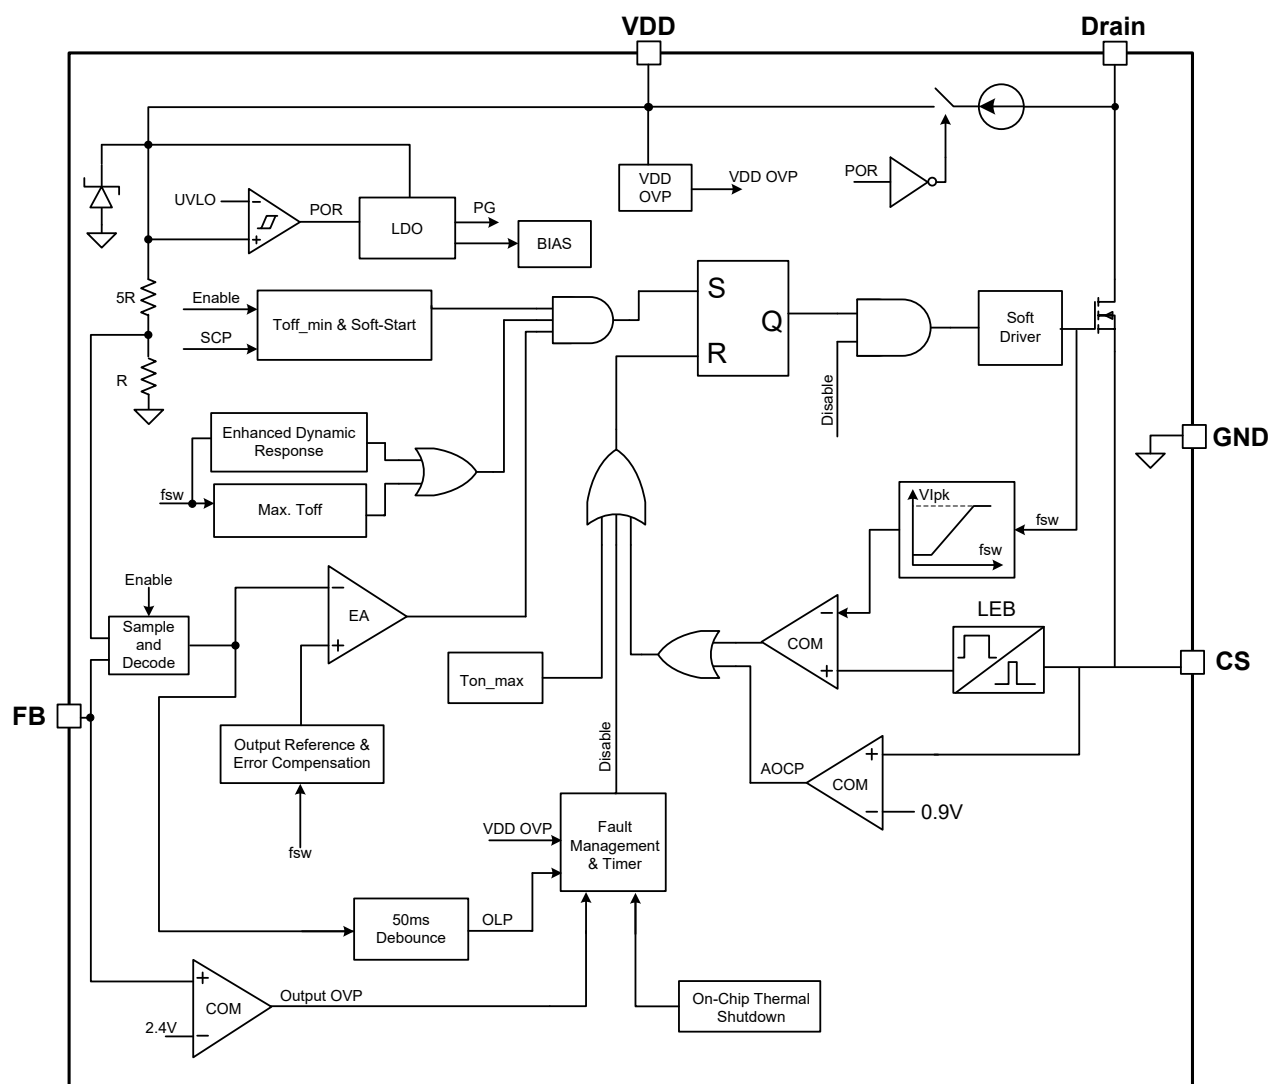 VDD
Drain
UVLO
−
+
POR
LDO
PG
BIAS
VDD
OVP
VDD OVP
POR
5R
R
Enable
SCP
Toff_min & Soft-Start
S
R
Q
Disable
Soft
Driver
GND
Enhanced Dynamic
Response
fsw
Max. Toff
VIpk
fsw
fsw
Enable
Sample
and
Decode
−
EA
+
Ton_max
−
COM
+
LEB
CS
FB
Output Reference &
Error Compensation
fsw
Disable
AOCP
+
COM
−
0.9V
VDD OVP
Fault
Management
& Timer
50ms
Debounce
OLP
+
COM
−
2.4V
Output OVP
On-Chip Thermal
Shutdown